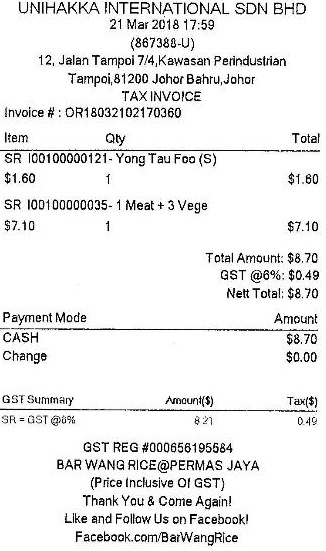 UNIHAKKA INTERNATIONAL SDN BHD
21 Mar 2018 17:59
(867388-U)
12, Jalan Tampoi 7/4,Kawasan Perindustrian
Tampoi,81200 Johor Bahru,Johor
TAX INVOICE
Invoice # : OR18032102170360
Item Qty Total
SR I00100000121- Yong Tau Foo (S)
$1.60 1 $1.60
SR I00100000035- 1 Meat + 3 Vege
$7.10 1 $7.10
Total Amount: $8.70
GST @6%: $0.49
Nett Total: $8.70
Payment Mode Amount
CASH $8.70
Change $0.00
GST Summary Amount($) Tax($)
SR = GST @6% 8.21 0.49
GST REG #000656195584
BAR WANG RICE@PERMAS JAYA
(Price Inclusive Of GST)
Thank You & Come Again!
Like and Follow Us on Facebook!
Facebook.com/BarWangRice